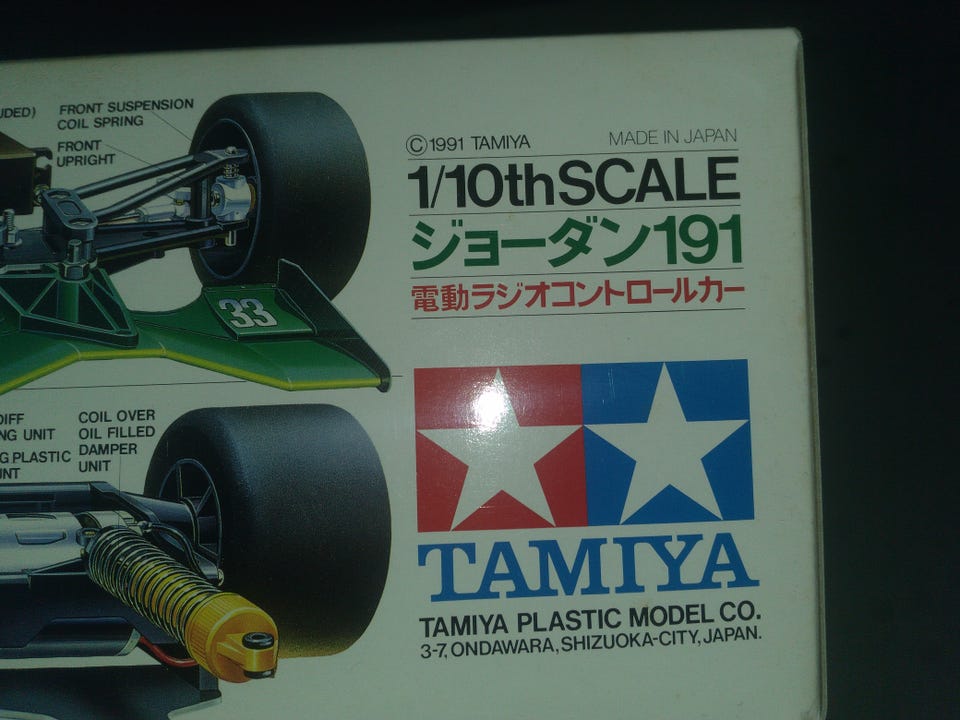 FRONT SUSPENSION
COIL SPRING
FRONT
UPRIGHT
33
COIL OVER
OIL FILLED
DAMPER
UNIT
PLASTIC
UNIT
©1991 TAMIYA MADE IN JAPAN
1/10th SCALE
ジョーダン191
電動ラジオコントロールカー
TAMIYA
TAMIYA PLASTIC MODEL CO.
3-7, ONDAWARA, SHIZUOKA-CITY, JAPAN.